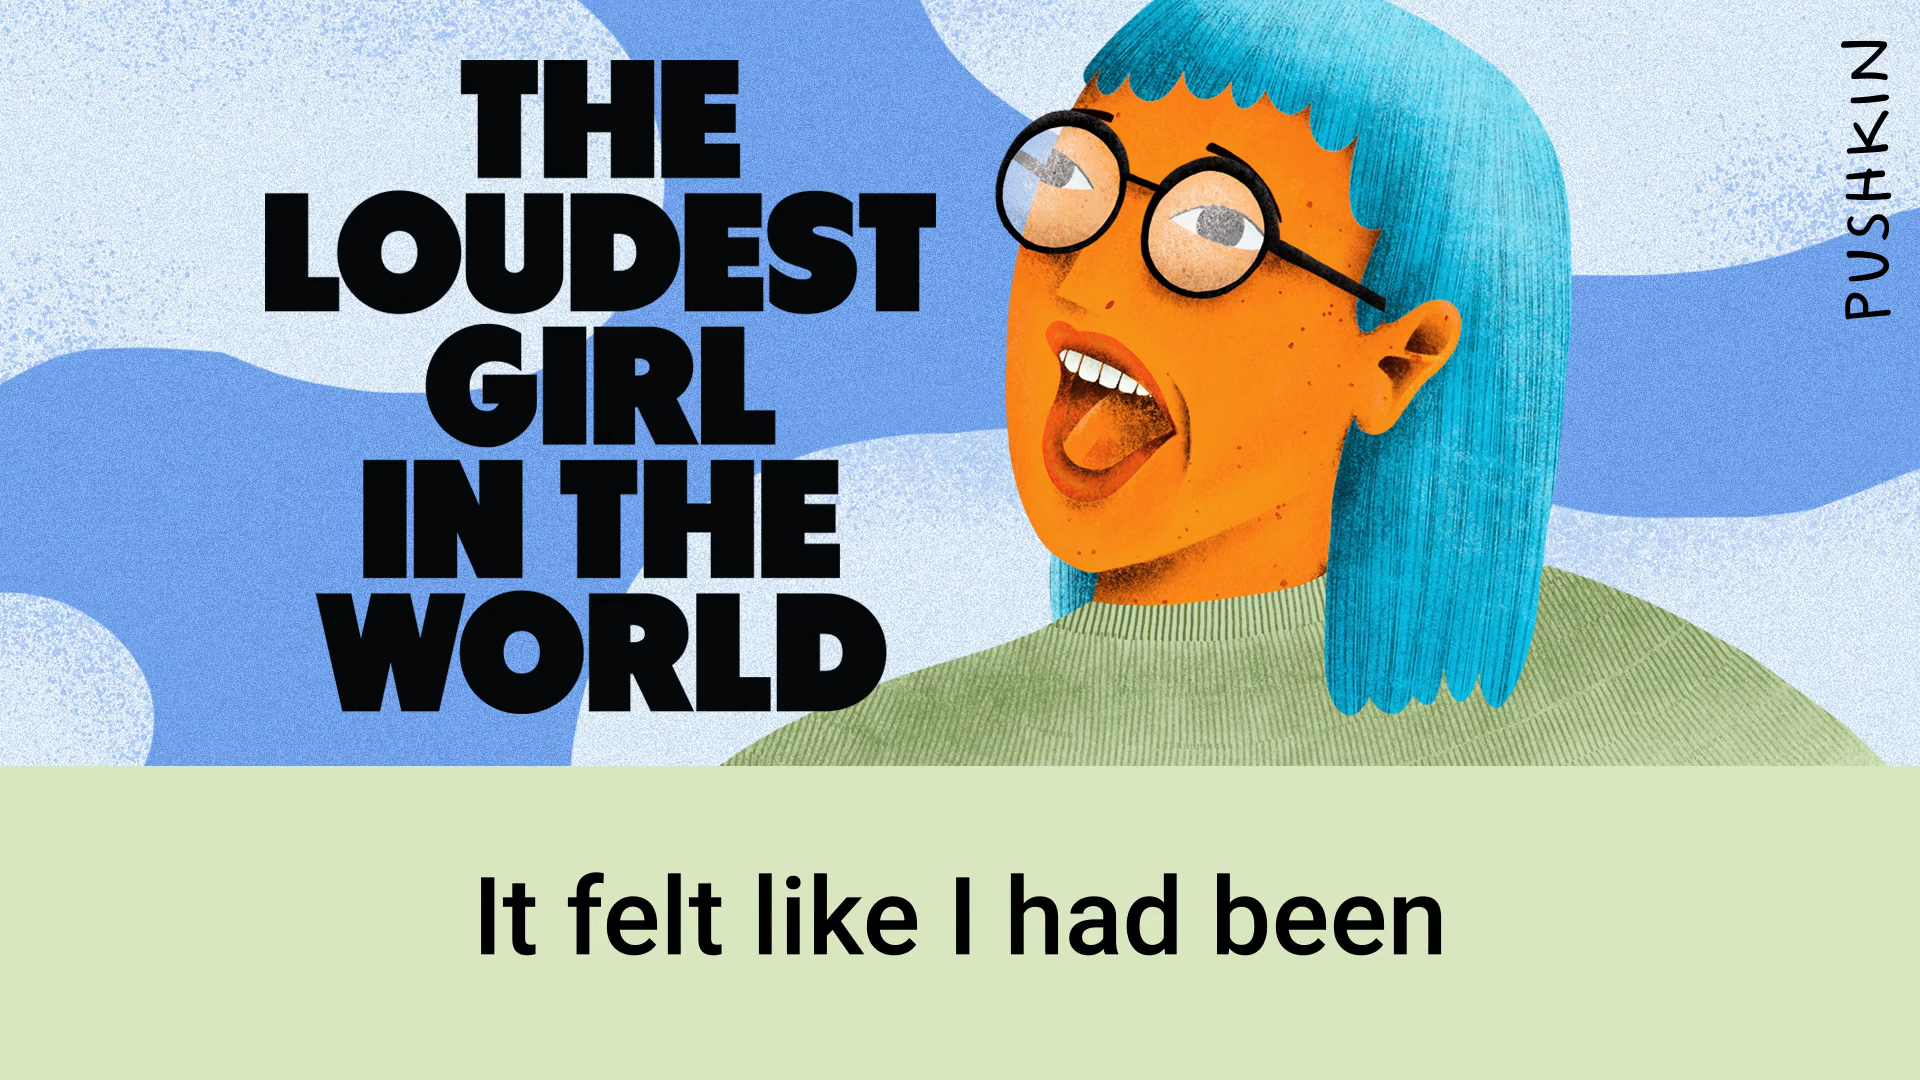 THE
LOUDEST
GIRL
IN THE
WORLD
PUSHKIN
It felt like I had been